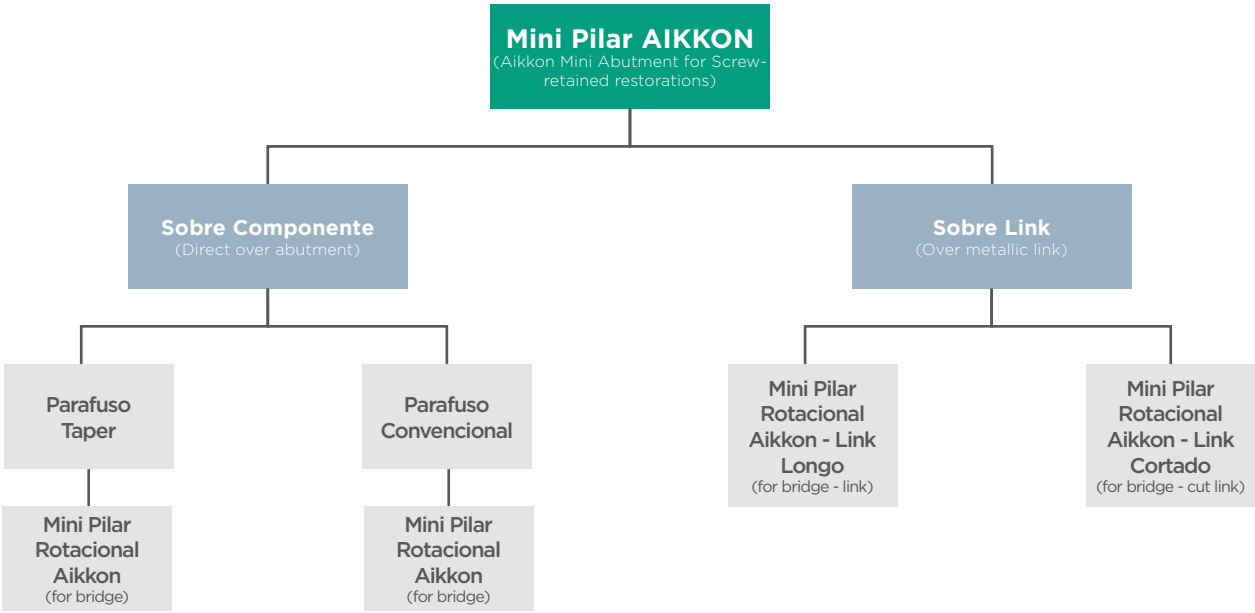 Mini Pilar AIKKON
(Aikkon Mini Abutment for Screw-
retained restorations)
Sobre Componente
(Direct over abutment)
Sobre Link
(Over metallic link)
Parafuso
Taper
Parafuso
Convencional
Mini Pilar
Rotacional
Aikkon - Link
Longo
(for bridge - link)
Mini Pilar
Rotacional
Aikkon - Link
Cortado
(for bridge - cut link)
Mini Pilar
Rotacional
Aikkon
(for bridge)
Mini Pilar
Rotacional
Aikkon
(for bridge)